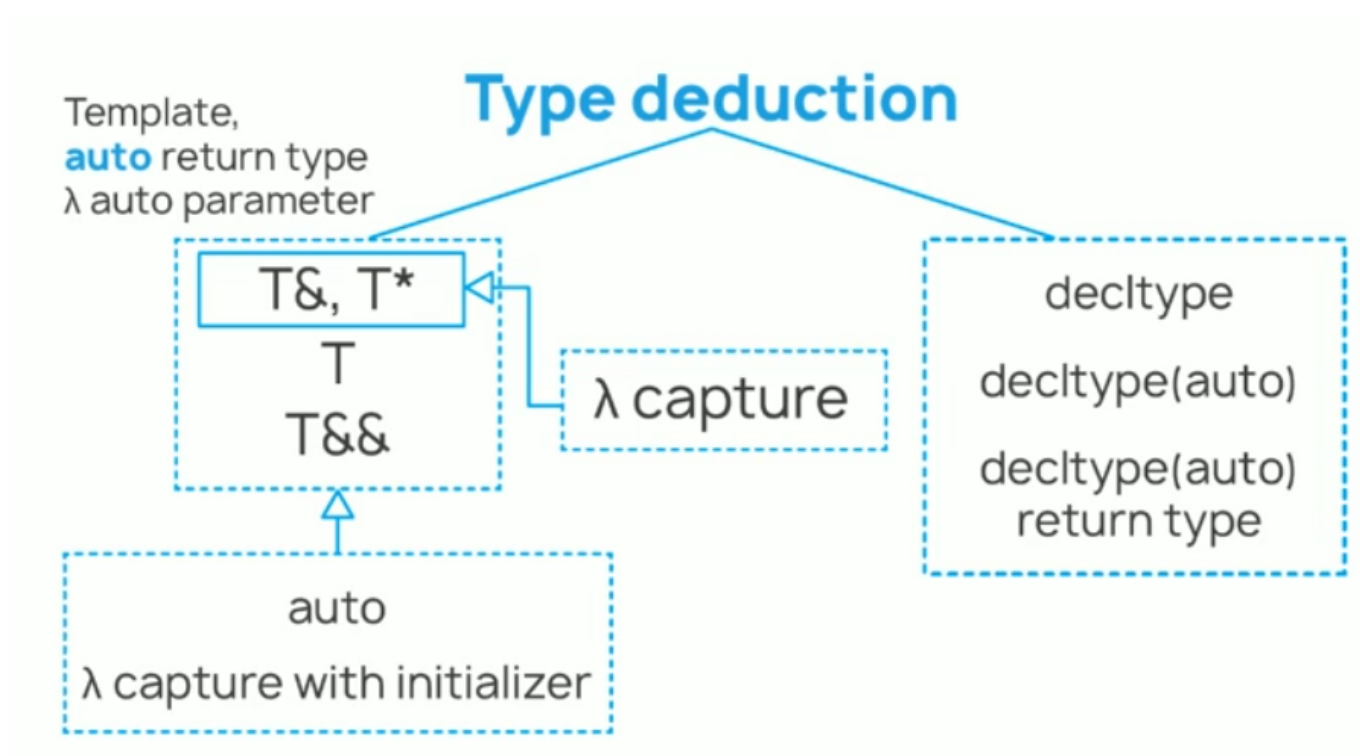 Type deduction
Template,
auto return type
λ auto parameter
T&, T*
T
T&&
λ capture
auto
λ capture with initializer
decltype
decltype(auto)
decltype(auto)
return type